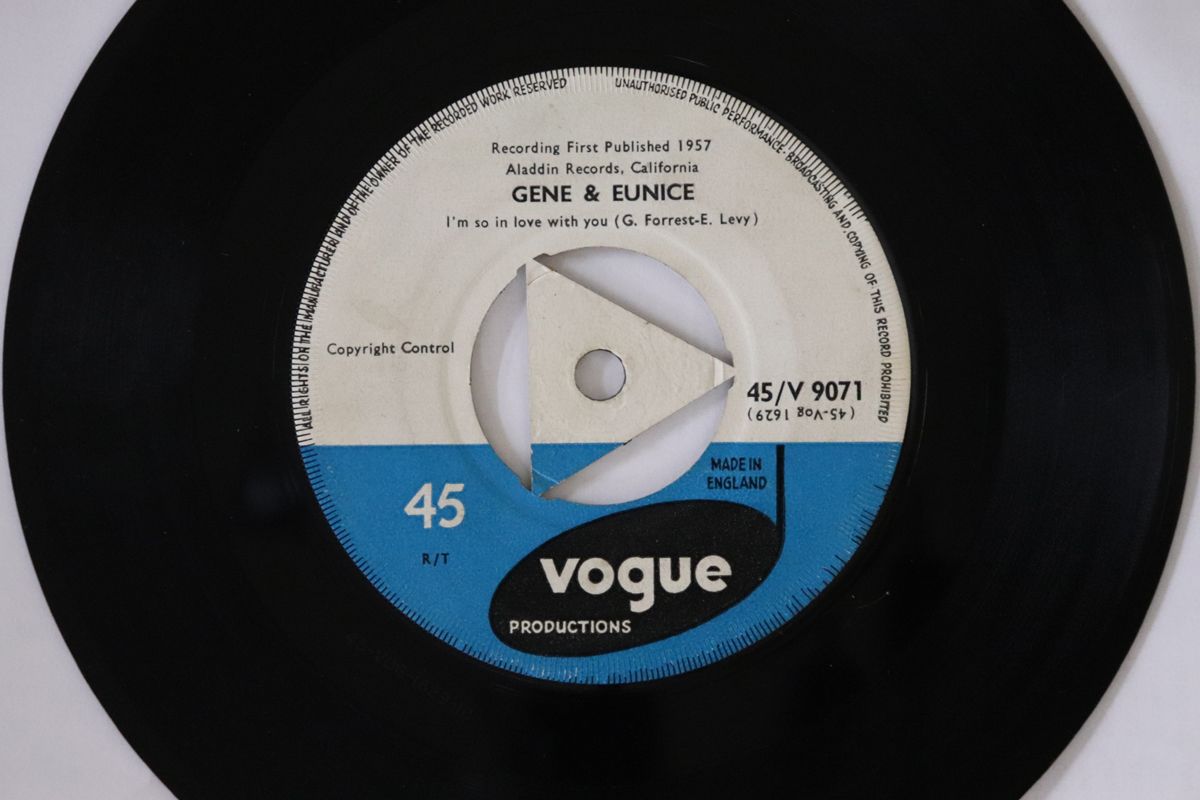 ALL RIGHTS OF THE MANUFACTURER AND OF THE OWNER OF THE RECORDED WORK RESERVED
UNAUTHORISED PUBLIC PERFORMANCE-BROADCASTING AND COPYING OF THIS RECORD PROHIBITED
Recording First Published 1957
Aladdin Records, California
GENE & EUNICE
I'm so in love with you (G. Forrest-E. Levy)
Copyright Control
45/V 9071
(45-Vog 1629)
45
R/T
MADE IN
ENGLAND
vogue
PRODUCTIONS